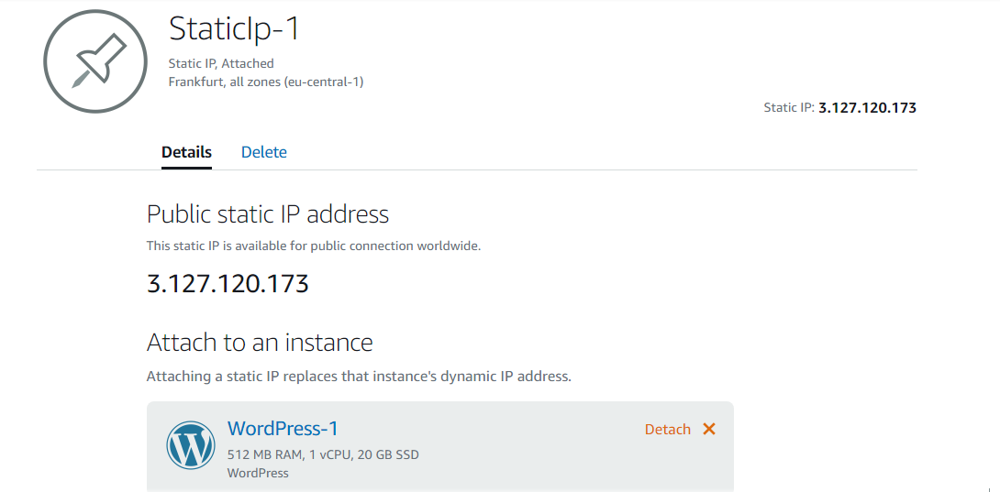 StaticIp-1
Static IP, Attached
Frankfurt, all zones (eu-central-1)
Static IP: 3.127.120.173
Details Delete
Public static IP address
This static IP is available for public connection worldwide.
3.127.120.173
Attach to an instance
Attaching a static IP replaces that instance's dynamic IP address.
WordPress-1
Detach
512 MB RAM, 1 vCPU, 20 GB SSD
WordPress